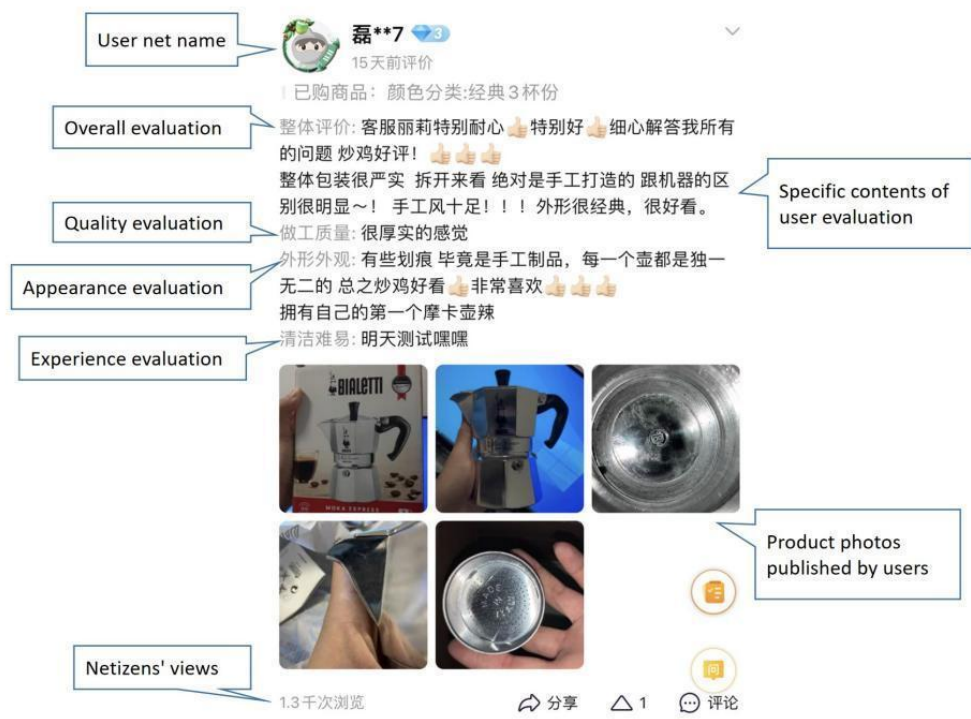 User net name
磊**7
3
15天前评价
已购商品：颜色分类:经典3杯份
Overall evaluation
整体评价: 客服丽莉特别耐心👍特别好👍细心解答我所有
的问题 炒鸡好评！👍👍👍
整体包装很严实 拆开来看 绝对是手工打造的 跟机器的区
别很明显～！ 手工风十足！！！外形很经典，很好看。
Specific contents of
user evaluation
Quality evaluation
做工质量: 很厚实的感觉
Appearance evaluation
外形外观: 有些划痕 毕竟是手工制品，每一个壶都是独一
无二的 总之炒鸡好看👍非常喜欢👍👍👍
拥有自己的第一个摩卡壶辣
Experience evaluation
清洁难易: 明天测试嘿嘿
BIALETTI
MOKA EXPRESS
MADE
IN
Product photos
published by users
问
Netizens' views
1.3千次浏览
分享
1
评论